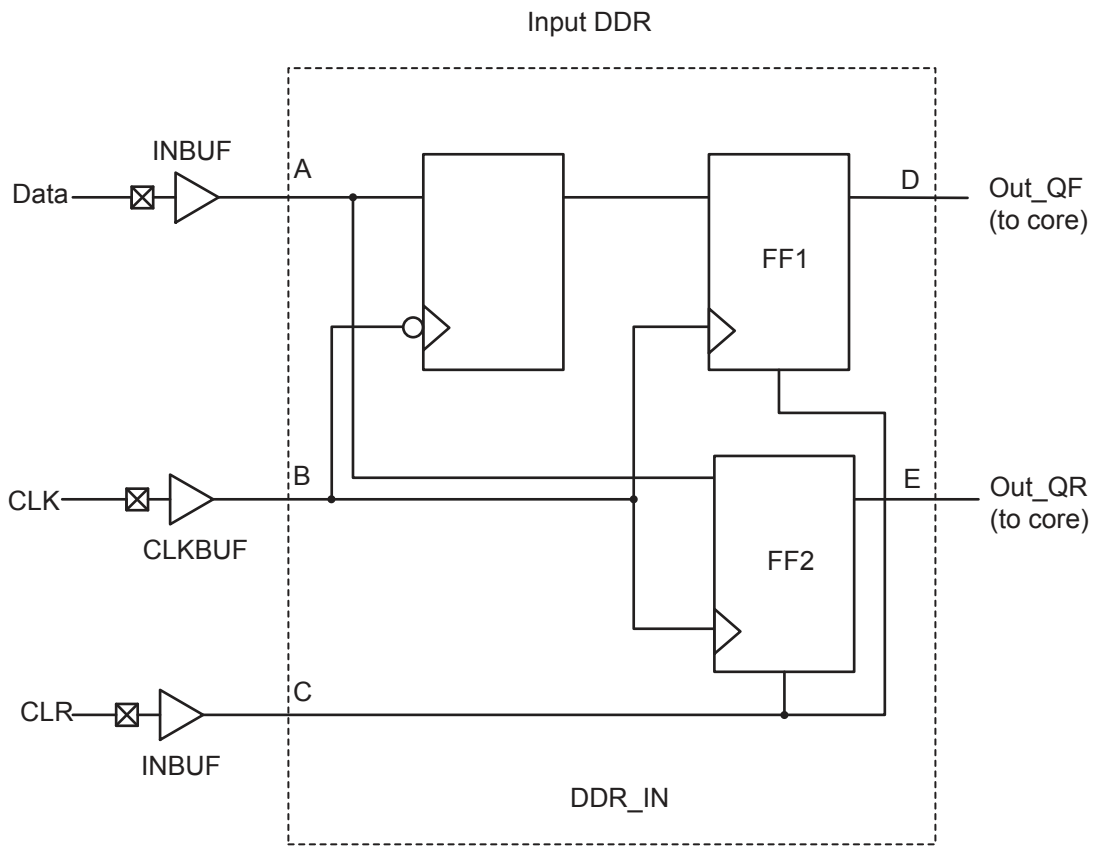 Input DDR
INBUF
A
D
Data
Out_QF
(to core)
FF1
B
E
CLK
Out_QR
(to core)
CLKBUF
FF2
C
CLR
INBUF
DDR_IN